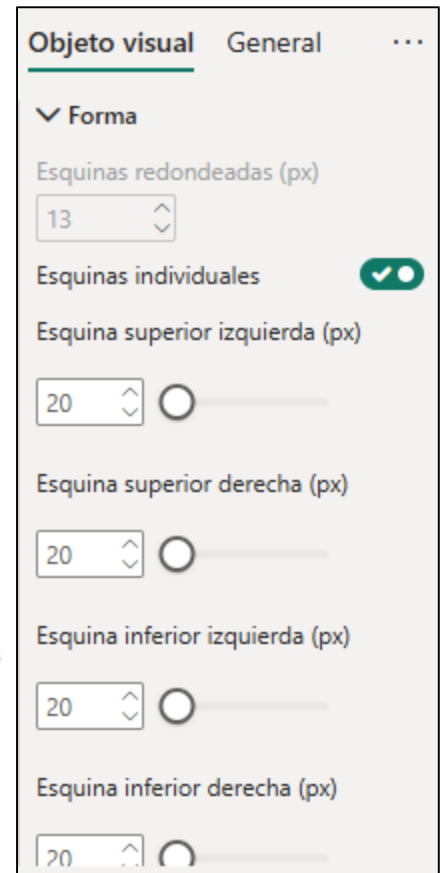 Objeto visual General ...
Forma
Esquinas redondeadas (px)
13
Esquinas individuales
Esquina superior izquierda (px)
20
Esquina superior derecha (px)
20
Esquina inferior izquierda (px)
20
Esquina inferior derecha (px)
20